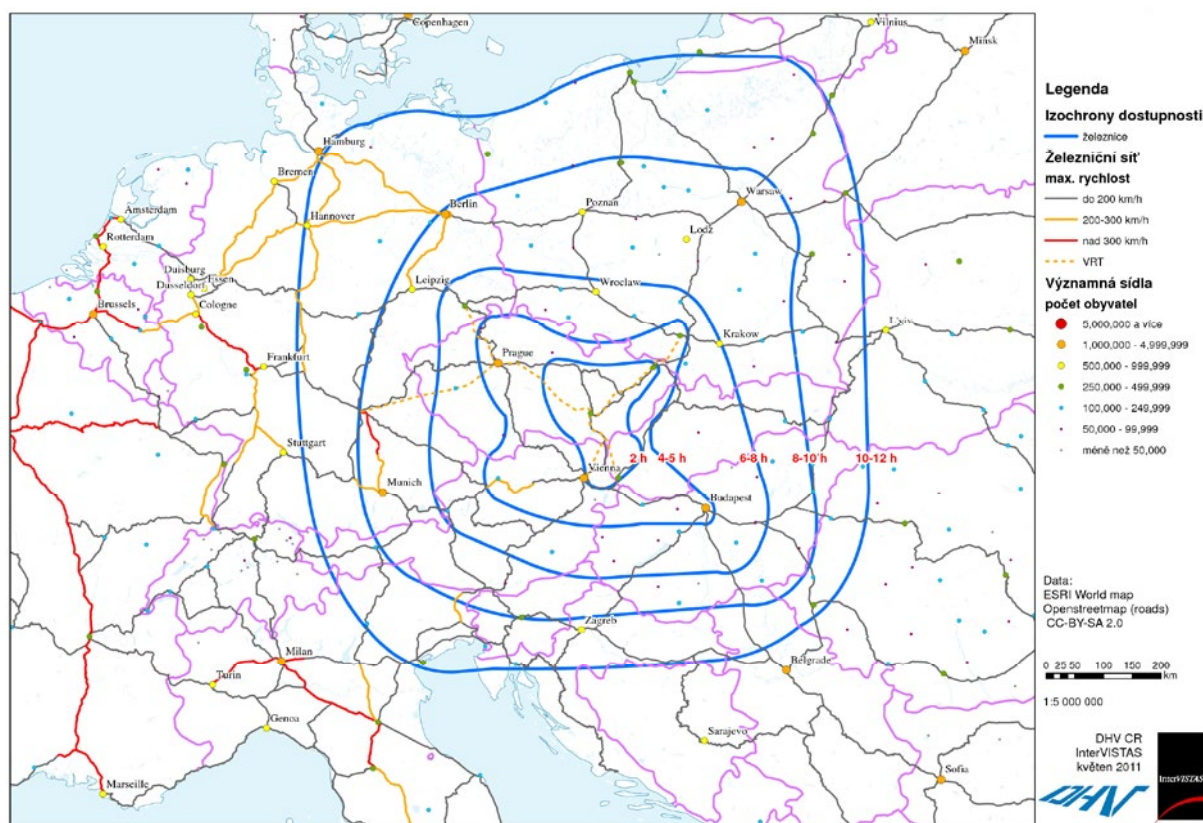 Copenhagen
Vilnius
Minsk
Hamburg
Bremen
Amsterdam
Hannover
Berlin
Poznan
Warsaw
Rotterdam
Lodz
Duisburg
Essen
Dusseldorf
Leipzig
Wroclaw
Brussels
Cologne
Krakow
Frankfurt
Prague
Stuttgart
2 h 4-5 h 6-8 h 8-10 h 10-12 h
Vienna
Munich
Budapest
Zagreb
Milan
Belgrade
Turin
Genoa
Sarajevo
Marseille
Sofia
Legenda
Izochrony dostupnosti
železnice
Železniční síť
max. rychlost
do 200 km/h
200-300 km/h
nad 300 km/h
VRT
Významná sídla
počet obyvatel
5,000,000 a více
1,000,000 - 4,999,999
500,000 - 999,999
250,000 - 499,999
100,000 - 249,999
50,000 - 99,999
méně než 50,000
Data:
ESRI World map
Openstreetmap (roads)
CC-BY-SA 2.0
0 25 50 100 150 200
km
1:5 000 000
DHV CR
InterVISTAS
květen 2011
DHV
InterVISTAS